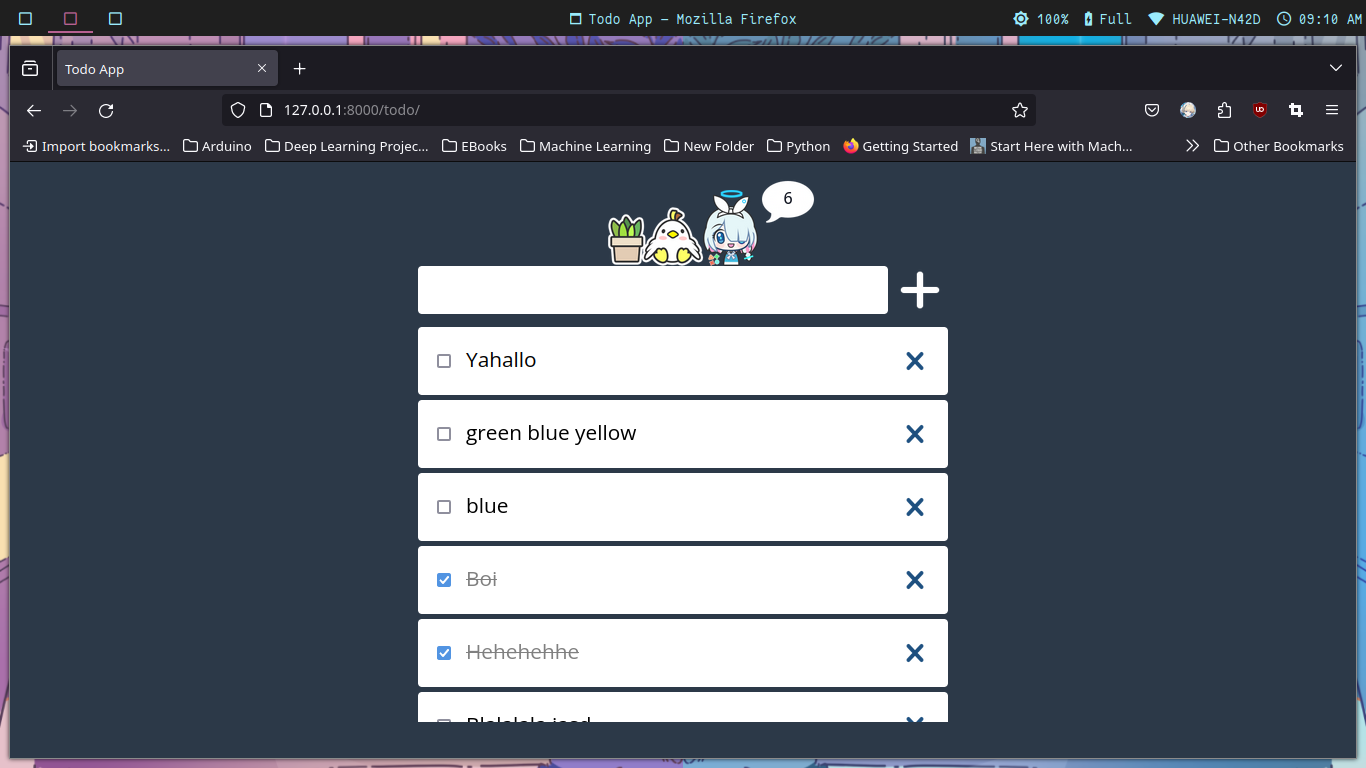 Todo App — Mozilla Firefox
100% Full HUAWEI-N42D 09:10 AM
Todo App
127.0.0.1:8000/todo/
Import bookmarks... Arduino Deep Learning Projec... EBooks Machine Learning New Folder Python Getting Started Start Here with Mach... Other Bookmarks
6
Yahallo
green blue yellow
blue
Boi
Hehehehhe